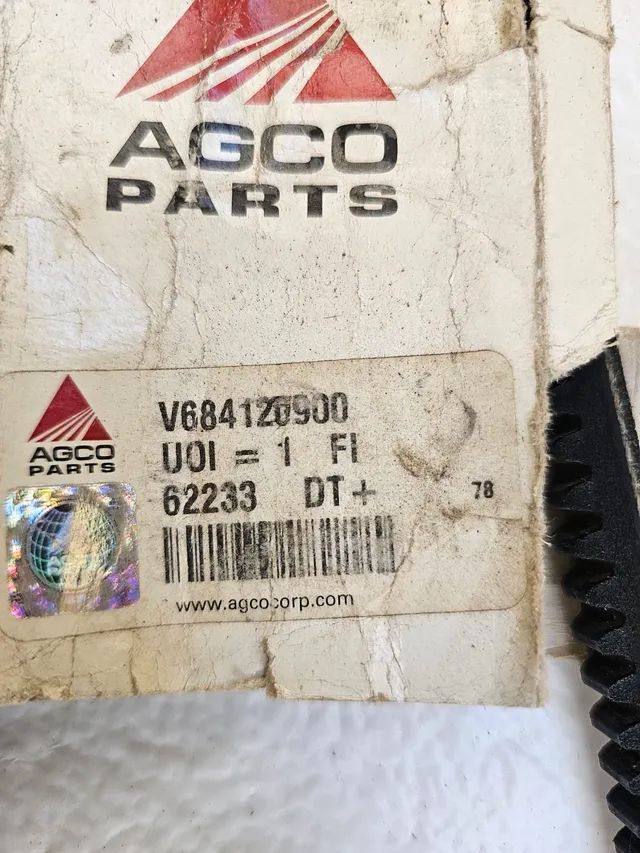 AGCO
PARTS
AGCO
PARTS
V684120900
UOI = 1 FI
62233 DT+
78
www.agcocorp.com